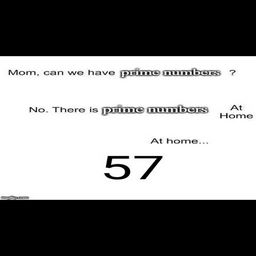 Mom, can we have prime numbers ?
No. There is prime numbers At Home
At home...
57
imgflip.com